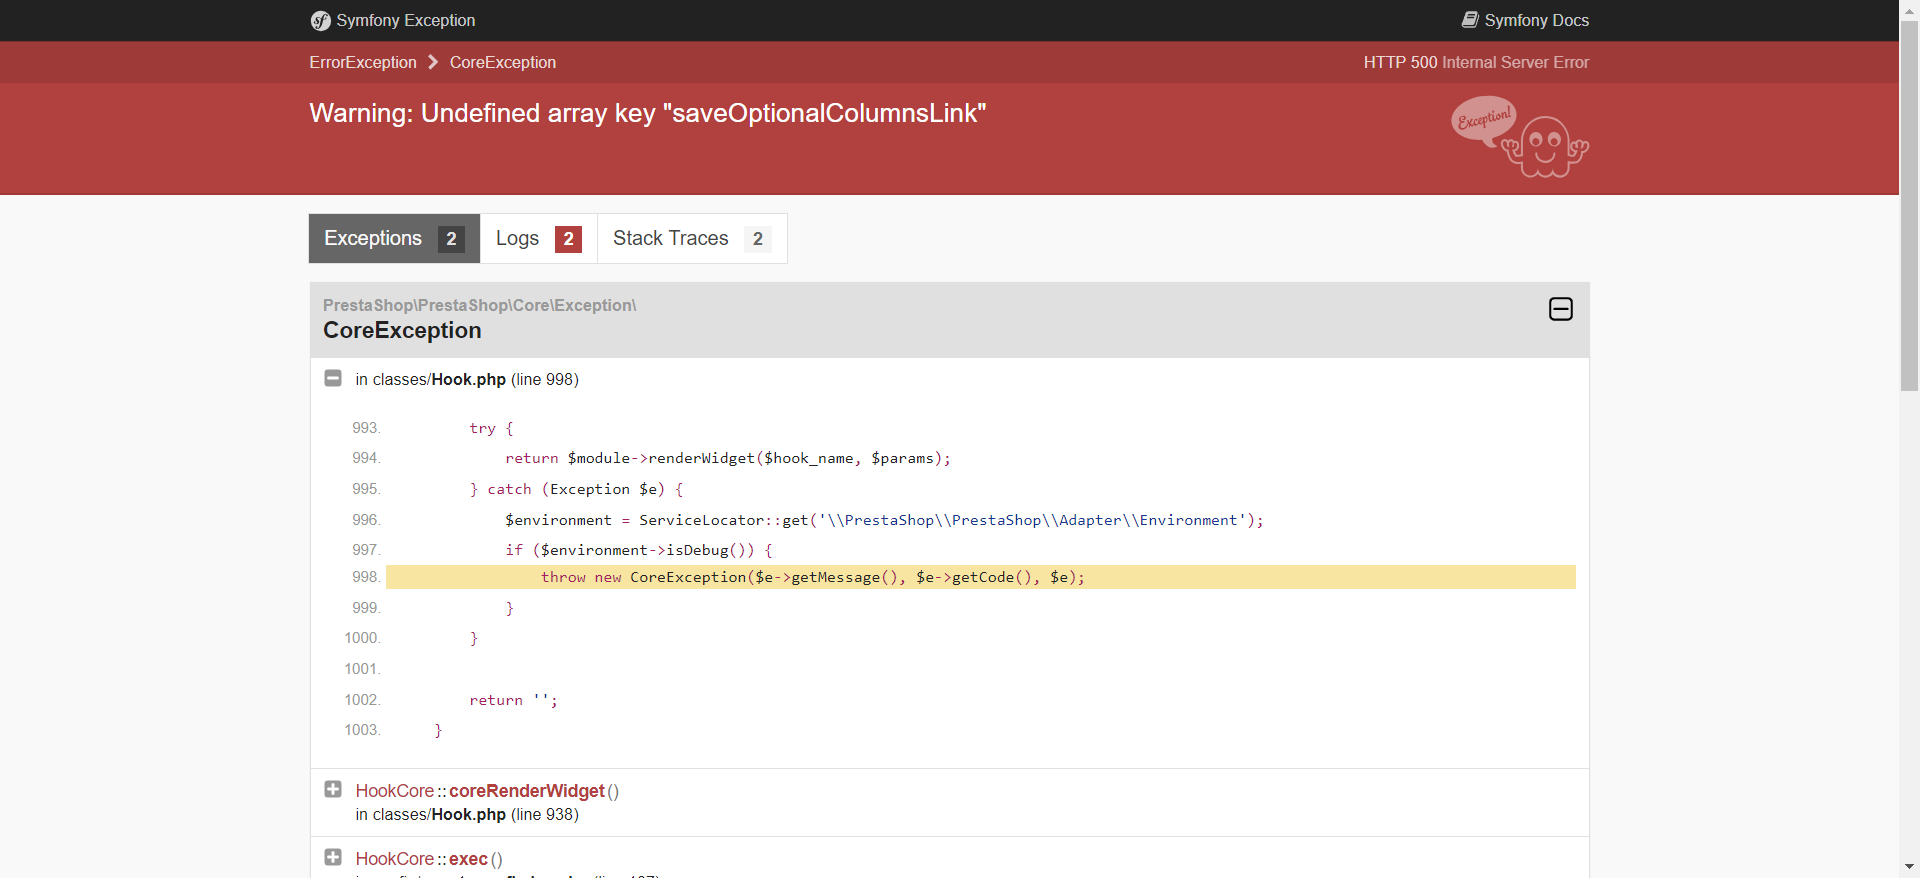 Symfony Exception
Symfony Docs
ErrorException CoreException
HTTP 500 Internal Server Error
Warning: Undefined array key "saveOptionalColumnsLink"
Exception!
Exceptions 2 Logs 2 Stack Traces 2
PrestaShop\PrestaShop\Core\Exception\
CoreException
in classes/Hook.php (line 998)
993. try {
994. return $module->renderWidget($hook_name, $params);
995. } catch (Exception $e) {
996. $environment = ServiceLocator::get('\\PrestaShop\\PrestaShop\\Adapter\\Environment');
997. if ($environment->isDebug()) {
998. throw new CoreException($e->getMessage(), $e->getCode(), $e);
999. }
1000. }
1001.
1002. return '';
1003. }
HookCore::coreRenderWidget()
in classes/Hook.php (line 938)
HookCore::exec()